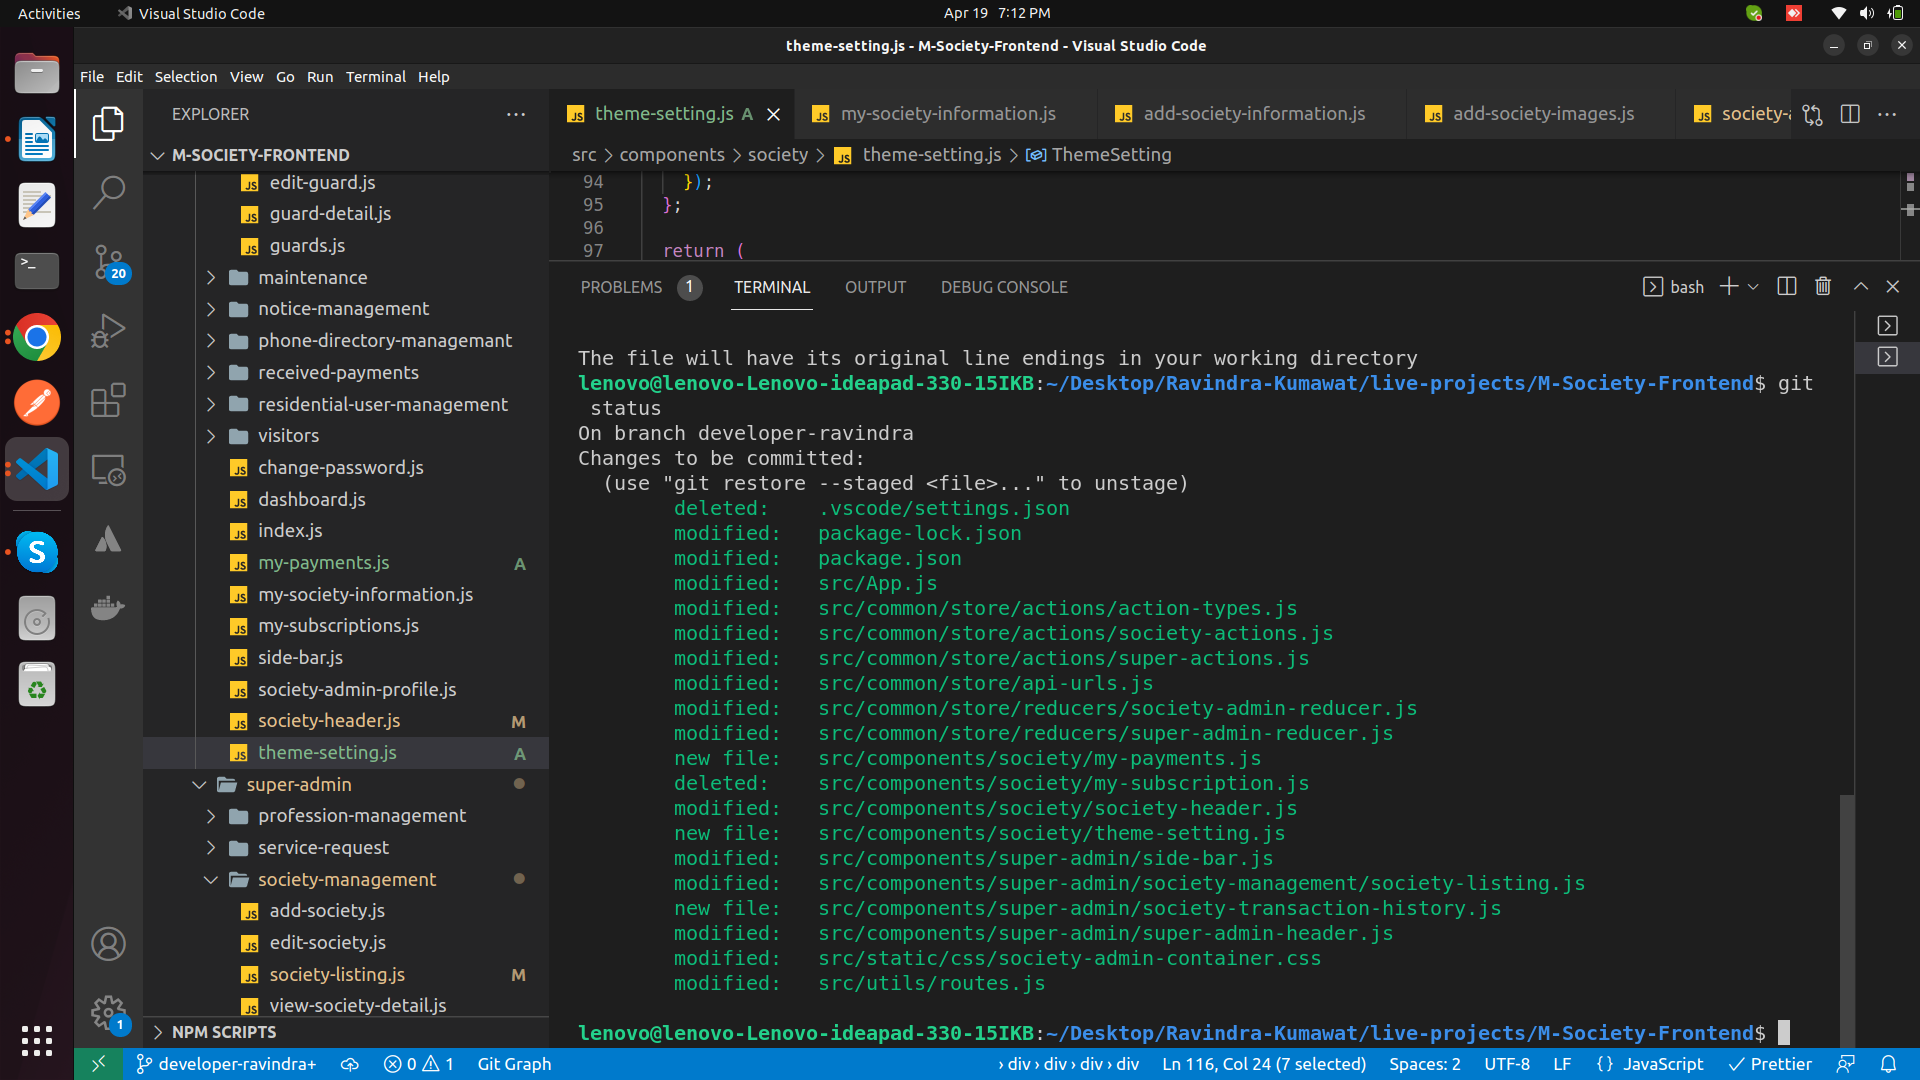 Activities
Visual Studio Code
Apr 19 7:12 PM
theme-setting.js - M-Society-Frontend - Visual Studio Code
File Edit Selection View Go Run Terminal Help
EXPLORER
M-SOCIETY-FRONTEND
edit-guard.js
guard-detail.js
guards.js
maintenance
notice-management
phone-directory-managemant
received-payments
residential-user-management
visitors
change-password.js
dashboard.js
index.js
my-payments.js A
my-society-information.js
my-subscriptions.js
side-bar.js
society-admin-profile.js
society-header.js M
theme-setting.js A
super-admin
profession-management
service-request
society-management
add-society.js
edit-society.js
society-listing.js M
view-society-detail.js
NPM SCRIPTS
20
1
theme-setting.js A
my-society-information.js
add-society-information.js
add-society-images.js
society-a
src > components > society > theme-setting.js > ThemeSetting
94 });
95 };
96
97 return (
PROBLEMS 1 TERMINAL OUTPUT DEBUG CONSOLE
bash
The file will have its original line endings in your working directory
lenovo@lenovo-Lenovo-ideapad-330-15IKB:~/Desktop/Ravindra-Kumawat/live-projects/M-Society-Frontend$ git
status
On branch developer-ravindra
Changes to be committed:
(use "git restore --staged <file>..." to unstage)
deleted: .vscode/settings.json
modified: package-lock.json
modified: package.json
modified: src/App.js
modified: src/common/store/actions/action-types.js
modified: src/common/store/actions/society-actions.js
modified: src/common/store/actions/super-actions.js
modified: src/common/store/api-urls.js
modified: src/common/store/reducers/society-admin-reducer.js
modified: src/common/store/reducers/super-admin-reducer.js
new file: src/components/society/my-payments.js
deleted: src/components/society/my-subscription.js
modified: src/components/society/society-header.js
new file: src/components/society/theme-setting.js
modified: src/components/super-admin/side-bar.js
modified: src/components/super-admin/society-management/society-listing.js
new file: src/components/super-admin/society-transaction-history.js
modified: src/components/super-admin/super-admin-header.js
modified: src/static/css/society-admin-container.css
modified: src/utils/routes.js
lenovo@lenovo-Lenovo-ideapad-330-15IKB:~/Desktop/Ravindra-Kumawat/live-projects/M-Society-Frontend$
developer-ravindra+
0 1
Git Graph
› div › div › div › div
Ln 116, Col 24 (7 selected)
Spaces: 2
UTF-8
LF
{} JavaScript
Prettier